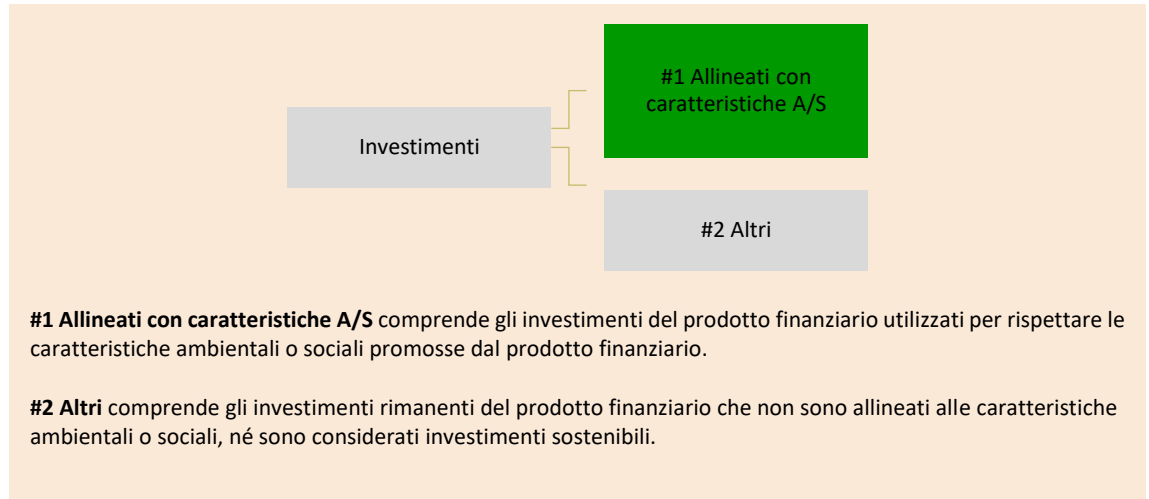 #1 Allineati con
caratteristiche A/S
Investimenti
#2 Altri
#1 Allineati con caratteristiche A/S comprende gli investimenti del prodotto finanziario utilizzati per rispettare le
caratteristiche ambientali o sociali promosse dal prodotto finanziario.
#2 Altri comprende gli investimenti rimanenti del prodotto finanziario che non sono allineati alle caratteristiche
ambientali o sociali, né sono considerati investimenti sostenibili.